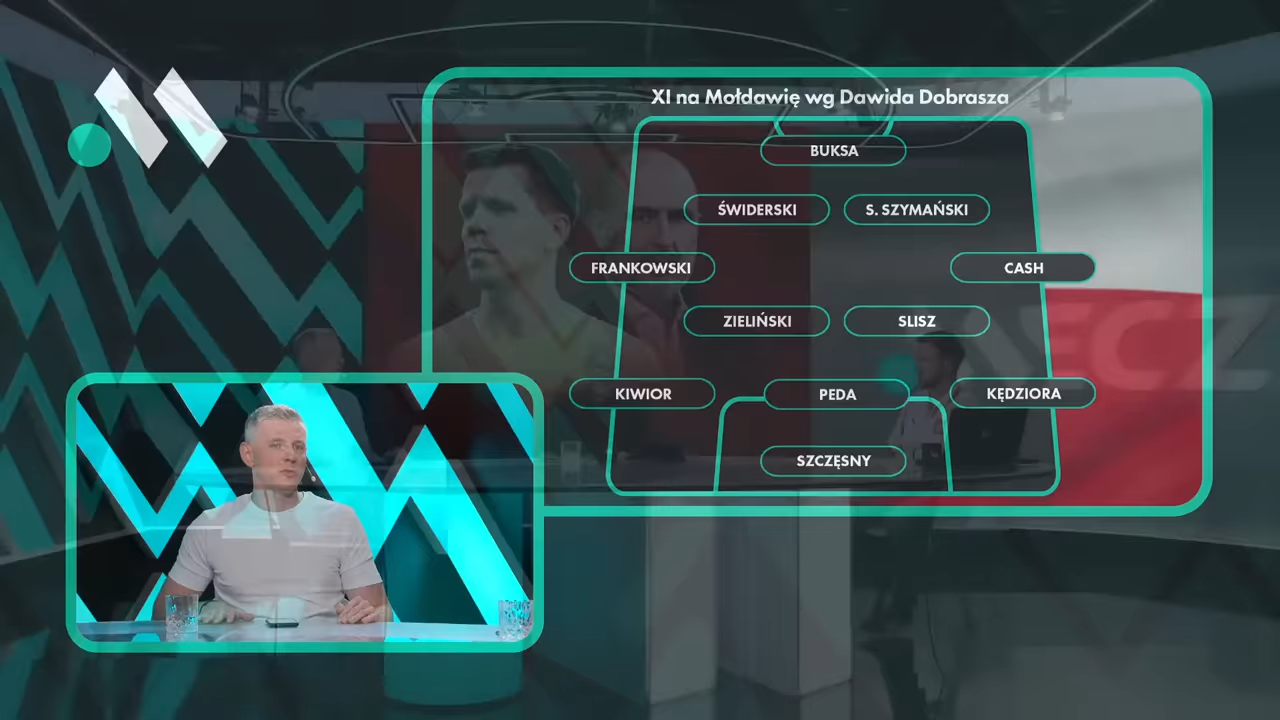 XI na Mołdawię wg Dawida Dobrasza
BUKSA
ŚWIDERSKI
S. SZYMAŃSKI
FRANKOWSKI
CASH
ZIELIŃSKI
SLISZ
KIWIOR
PEDA
KĘDZIORA
SZCZĘSNY